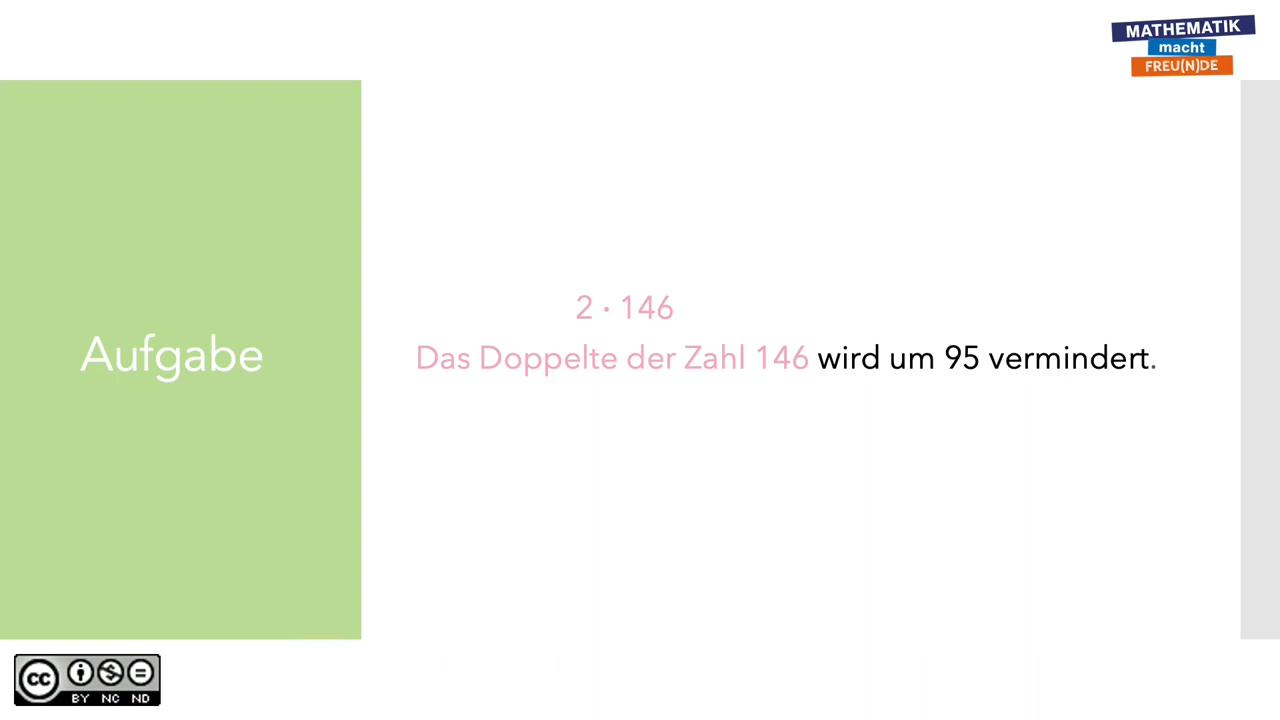 MATHEMATIK
macht
FREU(N)DE
Aufgabe
2 · 146
Das Doppelte der Zahl 146 wird um 95 vermindert.
CC
BY NC ND